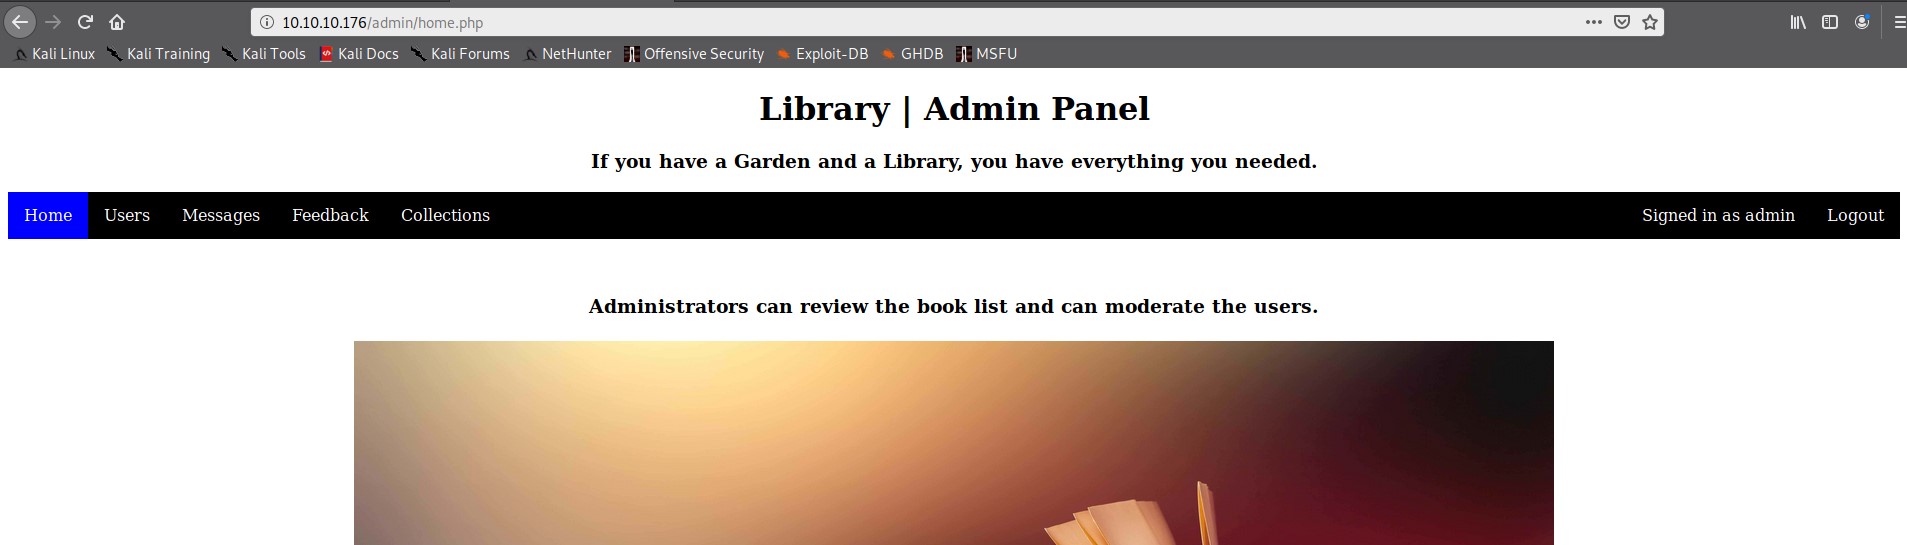 10.10.10.176/admin/home.php
Kali Linux Kali Training Kali Tools Kali Docs Kali Forums NetHunter Offensive Security Exploit-DB GHDB MSFU
Library | Admin Panel
If you have a Garden and a Library, you have everything you needed.
Home Users Messages Feedback Collections Signed in as admin Logout
Administrators can review the book list and can moderate the users.